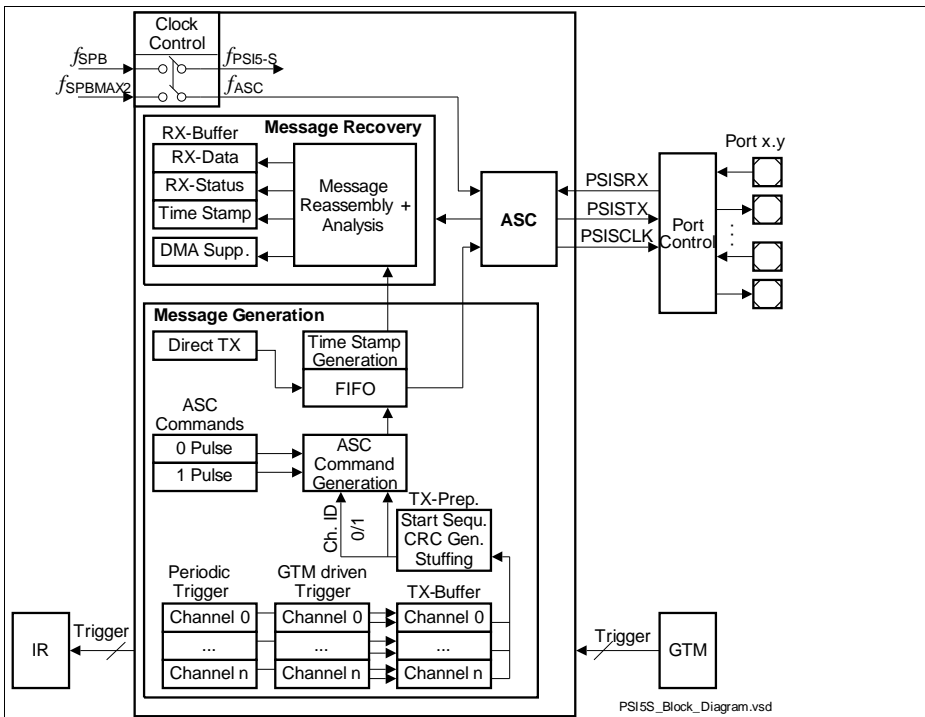 Clock
Control
fSPB
fPSI5-S
fSPBMAX2
fASC
Message Recovery
RX-Buffer
RX-Data
RX-Status
Time Stamp
DMA Supp.
Message
Reassembly +
Analysis
ASC
PSISRX
PSISTX
PSISCLK
Port
Control
Port x.y
Message Generation
Direct TX
Time Stamp
Generation
FIFO
ASC
Commands
0 Pulse
1 Pulse
ASC
Command
Generation
Ch. ID
0/1
TX-Prep.
Start Sequ.
CRC Gen.
Stuffing
Periodic
Trigger
GTM driven
Trigger
TX-Buffer
Channel 0
Channel 0
Channel 0
...
...
...
Channel n
Channel n
Channel n
IR
Trigger
Trigger
GTM
PSI5S_Block_Diagram.vsd